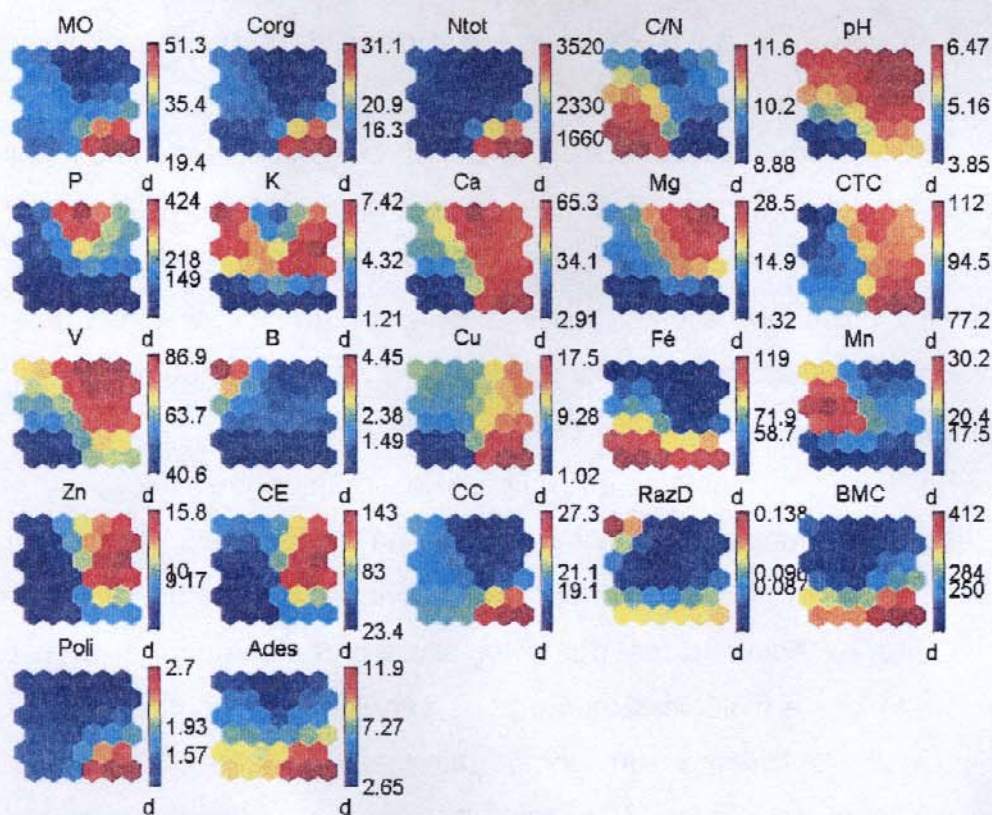 MO Corg Ntot C/N pH
51.3 31.1 3520 11.6 6.47
35.4 20.9 2330 10.2 5.16
16.3 1660
19.4 8.88 3.85
d d d d d
P K Ca Mg CTC
424 7.42 65.3 28.5 112
218 4.32 34.1 14.9 94.5
149
1.21 2.91 1.32 77.2
d d d d d
V B Cu Fé Mn
86.9 4.45 17.5 119 30.2
63.7 2.38 9.28 71.9 20.4
1.49 58.7 17.5
40.6 1.02
d d d d d
Zn CE CC RazD BMC
15.8 143 27.3 0.138 412
10 83 21.1 284
9.17 19.1 0.087 250
23.4
d d d d d
Poli Ades
2.7 11.9
1.93 7.27
1.57
2.65
d d